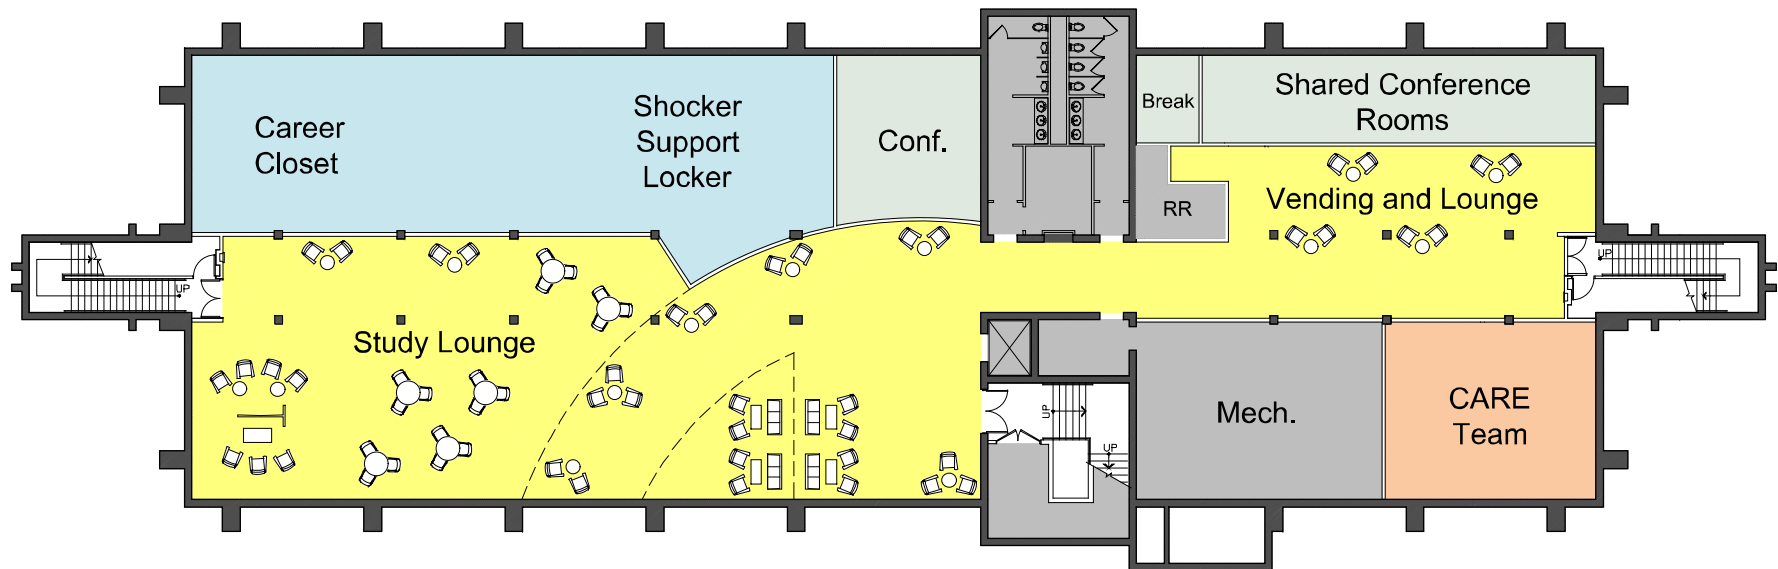 Career
Closet
Shocker
Support
Locker
Conf.
Break
Shared Conference
Rooms
RR
Vending and Lounge
UP
UP
Study Lounge
UP
UP
Mech.
CARE
Team